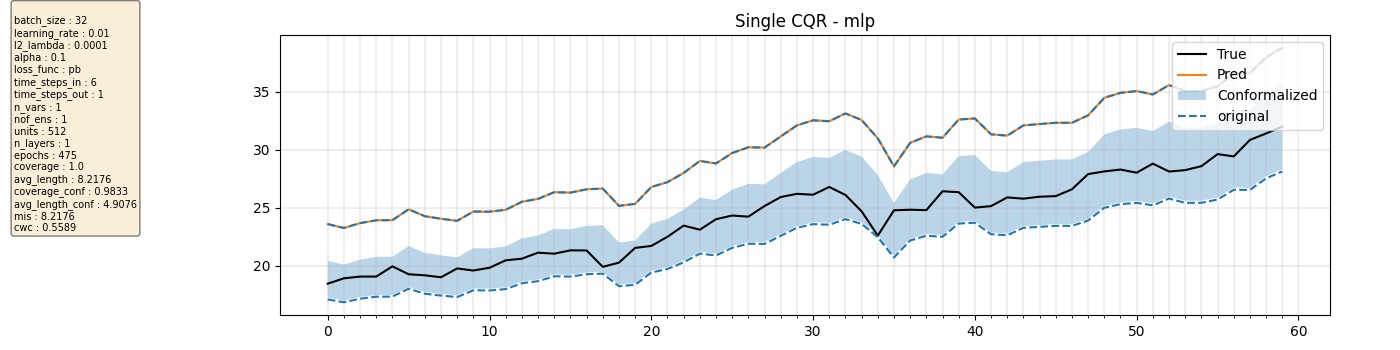 batch_size : 32
learning_rate : 0.01
l2_lambda : 0.0001
alpha : 0.1
loss_func : pb
time_steps_in : 6
time_steps_out : 1
n_vars : 1
nof_ens : 1
units : 512
n_layers : 1
epochs : 475
coverage : 1.0
avg_length : 8.2176
coverage_conf : 0.9833
avg_length_conf : 4.9076
mis : 8.2176
cwc : 0.5589
Single CQR - mlp
True
Pred
Conformalized
original
35
30
25
20
0 10 20 30 40 50 60